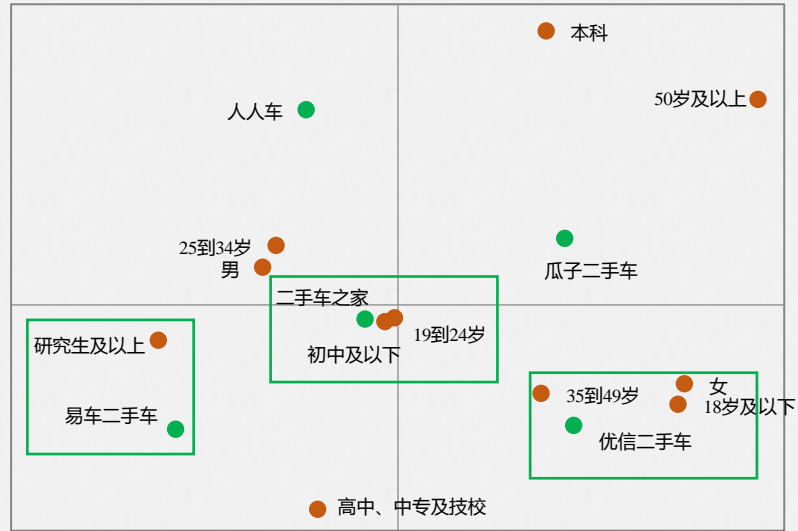 本科
50岁及以上
人人车
25到34岁
男
瓜子二手车
二手车之家
19到24岁
初中及以下
研究生及以上
易车二手车
35到49岁
女
18岁及以下
优信二手车
高中、中专及技校